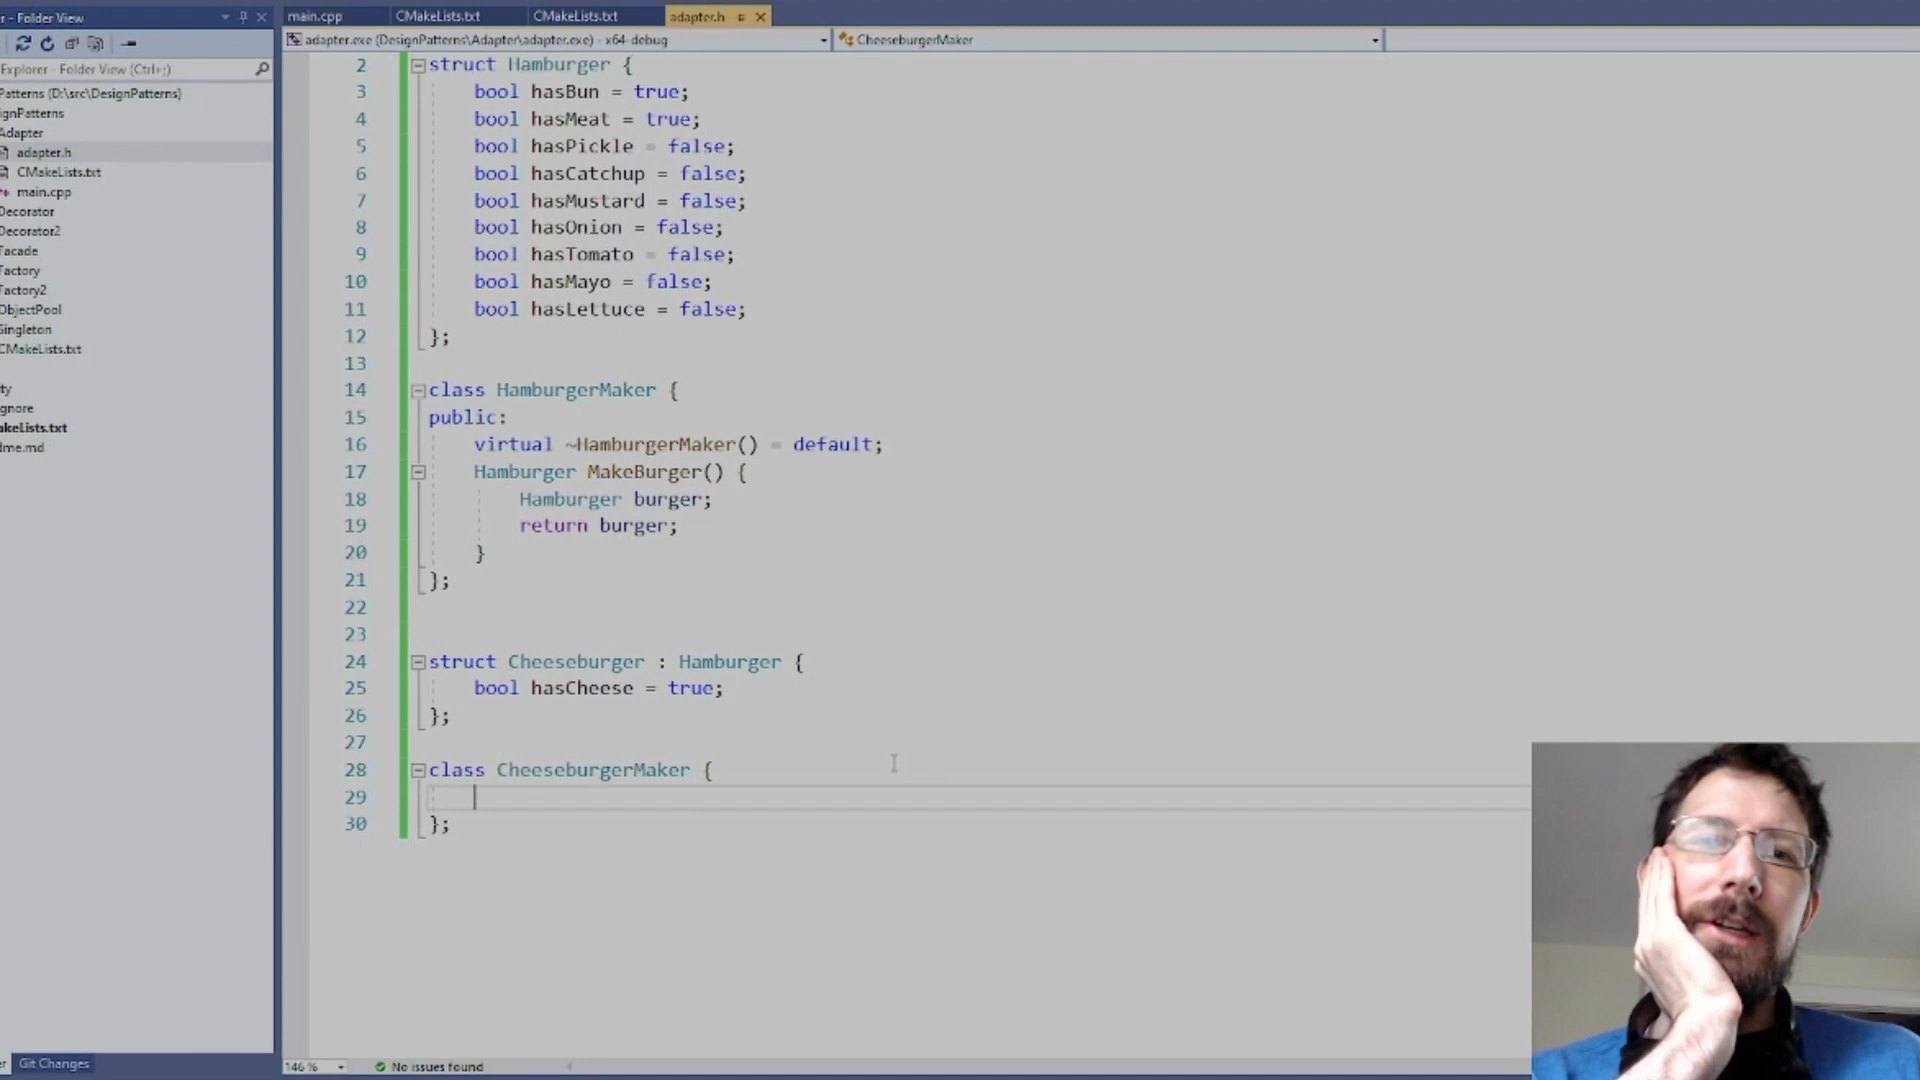 r - Folder View
Explorer - Folder View (Ctrl+;)
Patterns (D:\src\DesignPatterns)
ignPatterns
Adapter
adapter.h
CMakeLists.txt
main.cpp
Decorator
Decorator2
Facade
Factory
Factory2
ObjectPool
Singleton
CMakeLists.txt
ty
gnore
akeLists.txt
dme.md
er
Git Changes
main.cpp
CMakeLists.txt
CMakeLists.txt
adapter.h
adapter.exe (DesignPatterns\Adapter\adapter.exe) - x64-debug
CheeseburgerMaker
2 struct Hamburger {
3 bool hasBun = true;
4 bool hasMeat = true;
5 bool hasPickle = false;
6 bool hasCatchup = false;
7 bool hasMustard = false;
8 bool hasOnion = false;
9 bool hasTomato = false;
10 bool hasMayo = false;
11 bool hasLettuce = false;
12 };
13
14 class HamburgerMaker {
15 public:
16 virtual ~HamburgerMaker() = default;
17 Hamburger MakeBurger() {
18 Hamburger burger;
19 return burger;
20 }
21 };
22
23
24 struct Cheeseburger : Hamburger {
25 bool hasCheese = true;
26 };
27
28 class CheeseburgerMaker {
29
30 };
146 %
No issues found